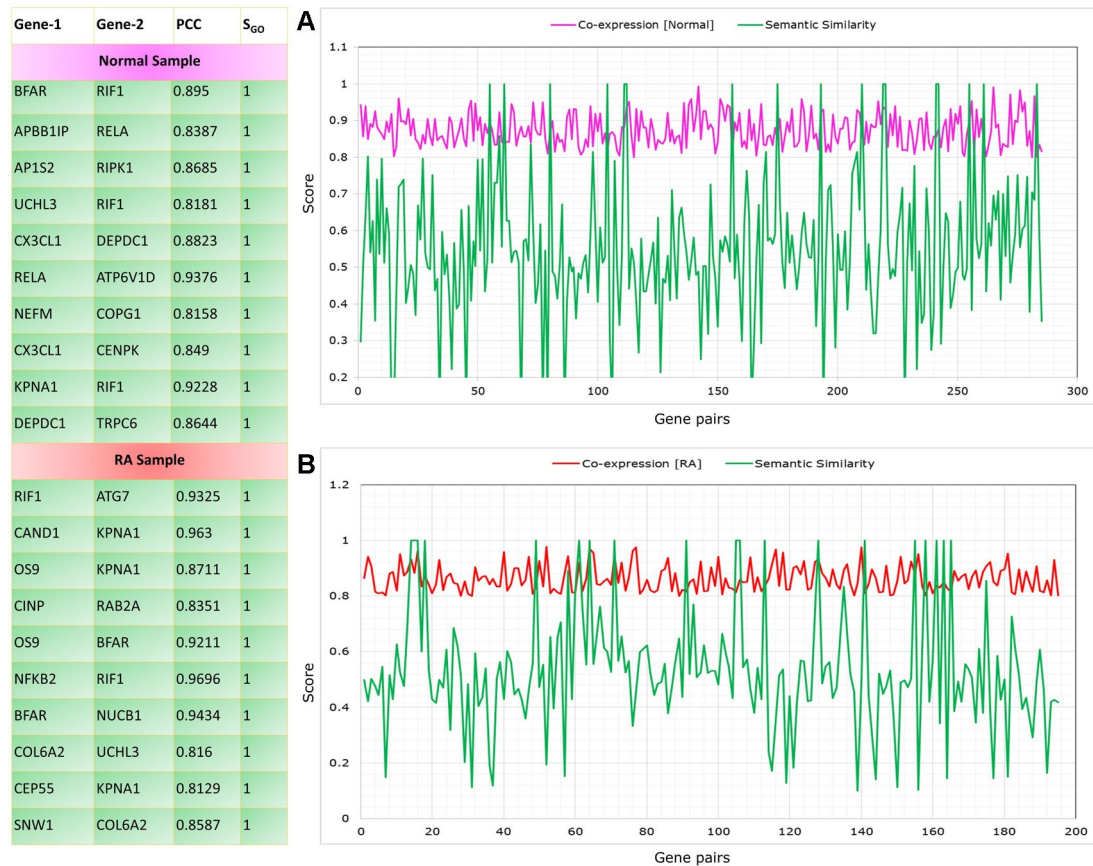 Gene-1 Gene-2 PCC SGO
Normal Sample
BFAR RIF1 0.895 1
APBB1IP RELA 0.8387 1
AP1S2 RIPK1 0.8685 1
UCHL3 RIF1 0.8181 1
CX3CL1 DEPDC1 0.8823 1
RELA ATP6V1D 0.9376 1
NEFM COPG1 0.8158 1
CX3CL1 CENPK 0.849 1
KPNA1 RIF1 0.9228 1
DEPDC1 TRPC6 0.8644 1
RA Sample
RIF1 ATG7 0.9325 1
CAND1 KPNA1 0.963 1
OS9 KPNA1 0.8711 1
CINP RAB2A 0.8351 1
OS9 BFAR 0.9211 1
NFKB2 RIF1 0.9696 1
BFAR NUCB1 0.9434 1
COL6A2 UCHL3 0.816 1
CEP55 KPNA1 0.8129 1
SNW1 COL6A2 0.8587 1
A
Co-expression [Normal] Semantic Similarity
1.1
1
0.9
0.8
0.7
0.6
0.5
0.4
0.3
0.2
Score
0 50 100 150 200 250 300
Gene pairs
B
Co-expression [RA] Semantic Similarity
1.2
1
0.8
0.6
0.4
0.2
0
Score
0 20 40 60 80 100 120 140 160 180 200
Gene pairs